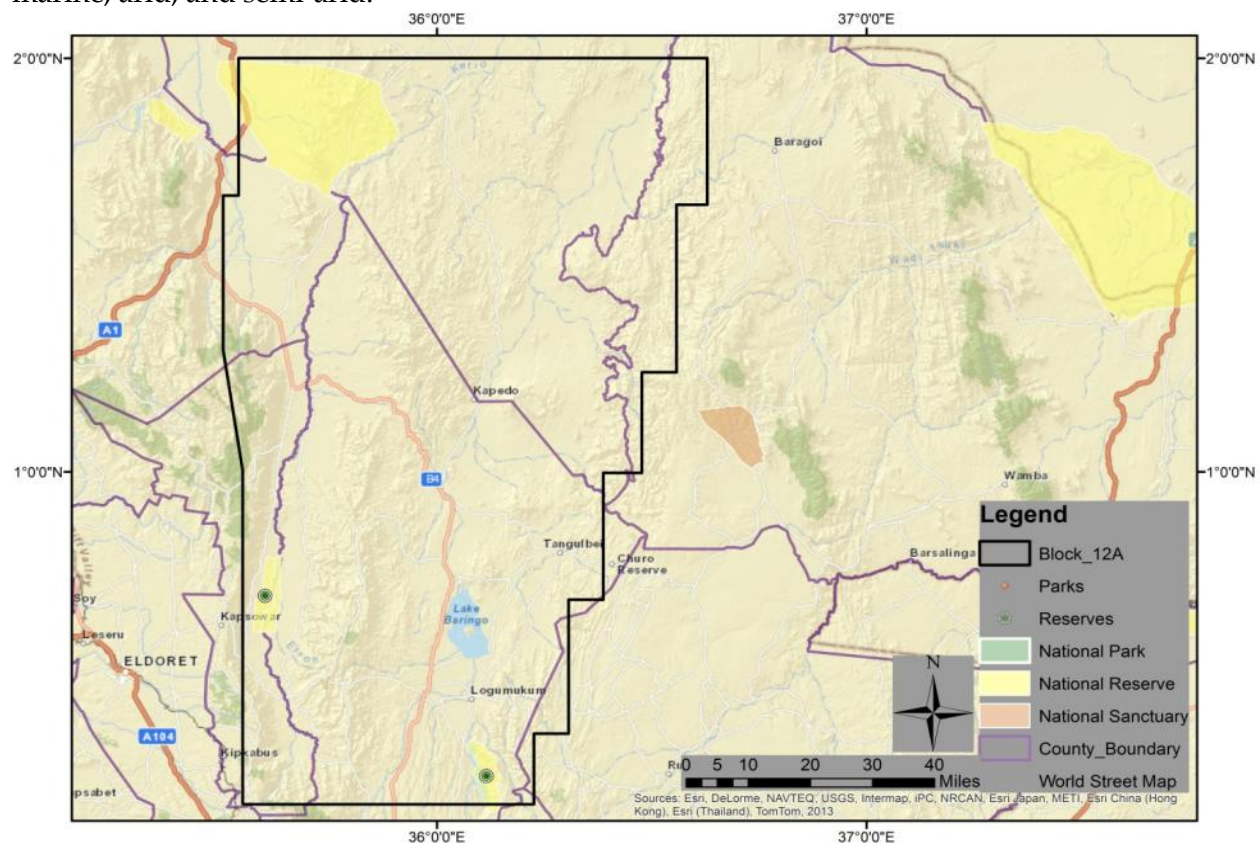 marine, arid, and semi-arid.
36°0'0"E
37°0'0"E
2°0'0"N
2°0'0"N
Kerio
Baragoi
A1
Kapedo
1°0'0"N
1°0'0"N
B4
Wamba
Tangulbei
Churo
Reserve
Barsalinga
Valley
Soy
Lake
Baringo
Kapsowar
Leseru
ELDORET
Logumukum
A104
Kipkabus
psabet
Ru
Legend
Block_12A
Parks
Reserves
National Park
National Reserve
National Sanctuary
County_Boundary
World Street Map
N
0 5 10 20 30 40
Miles
Sources: Esri, DeLorme, NAVTEQ, USGS, Intermap, iPC, NRCAN, Esri Japan, METI, Esri China (Hong
Kong), Esri (Thailand), TomTom, 2013
36°0'0"E
37°0'0"E